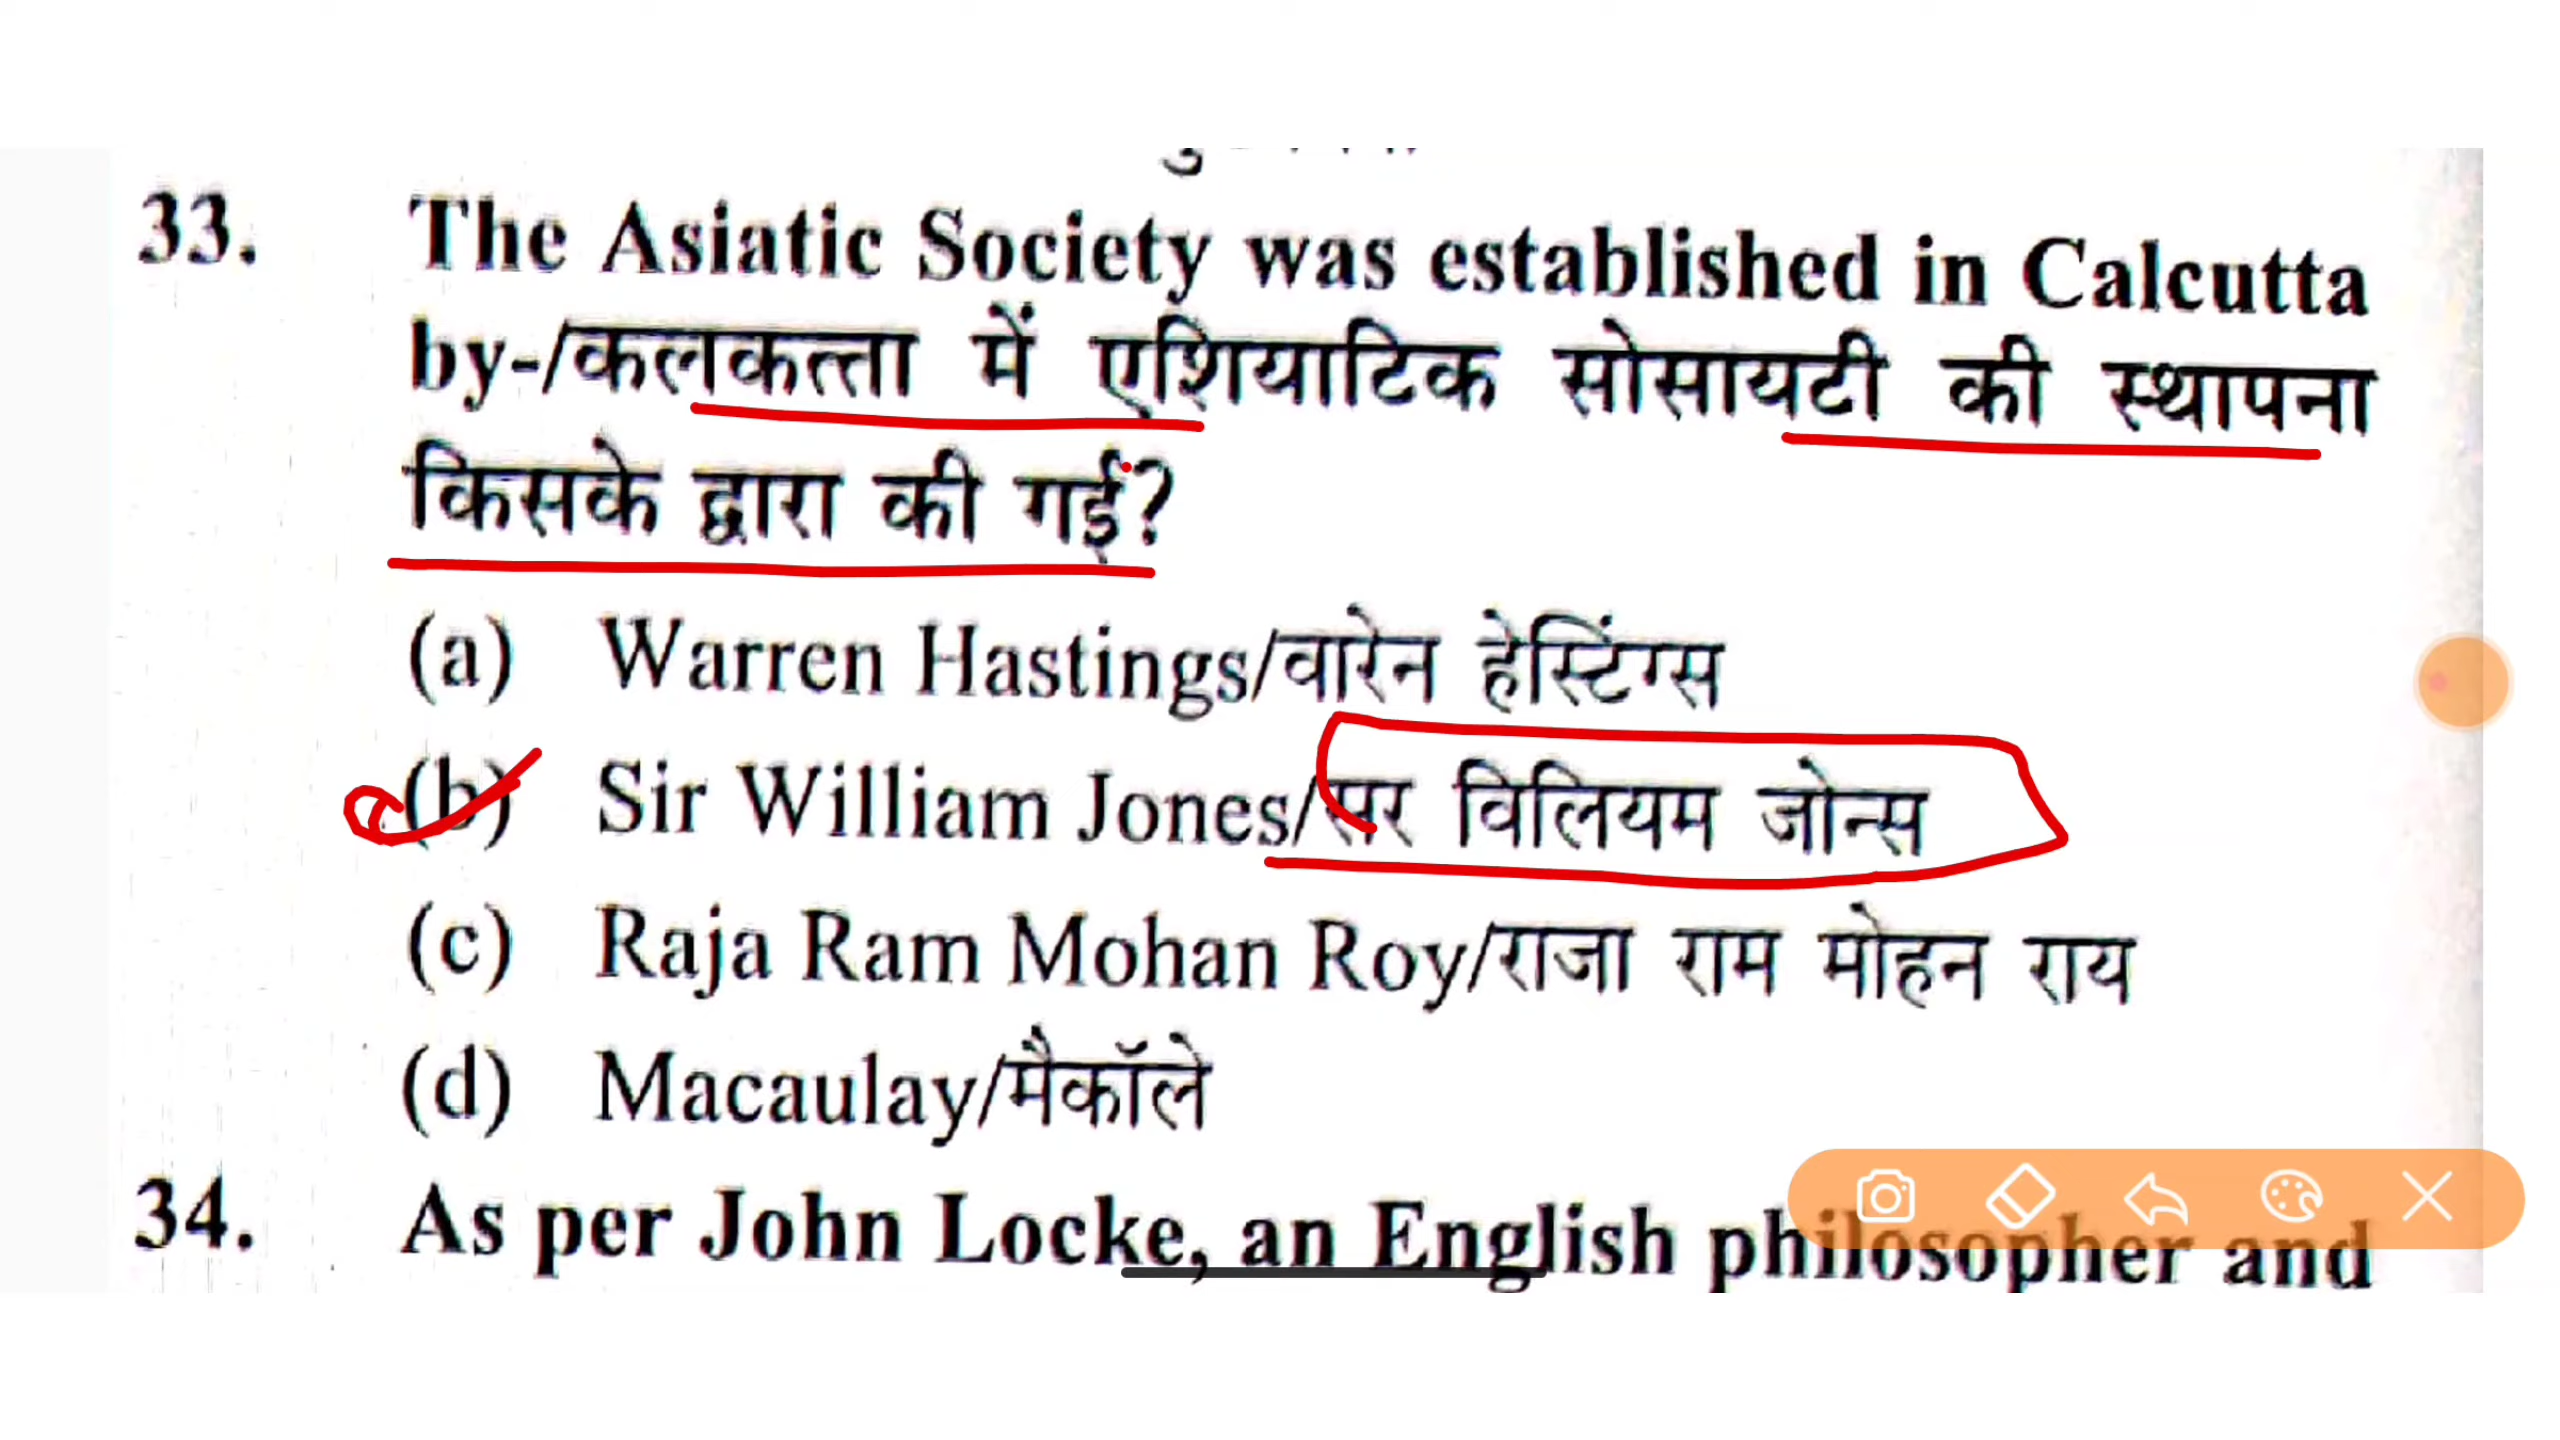 33. The Asiatic Society was established in Calcutta
by-/कलकत्ता में एशियाटिक सोसायटी की स्थापना
किसके द्वारा की गई?
(a) Warren Hastings/वारेन हेस्टिंग्स
(b) Sir William Jones/सर विलियम जोन्स
(c) Raja Ram Mohan Roy/राजा राम मोहन राय
(d) Macaulay/मैकॉले
34. As per John Locke, an English philosopher and